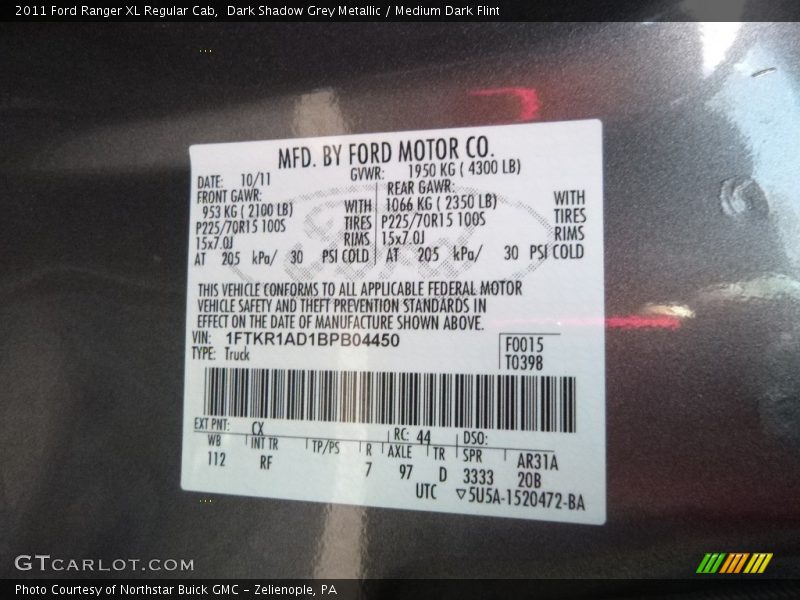 2011 Ford Ranger XL Regular Cab,  Dark Shadow Grey Metallic / Medium Dark Flint
MFD. BY FORD MOTOR CO.
DATE: 10/11 GVWR: 1950 KG ( 4300 LB)
FRONT GAWR: REAR GAWR:
953 KG ( 2100 LB) WITH 1066 KG ( 2350 LB) WITH
P225/70R15 100S TIRES P225/70R15 100S TIRES
15x7.0J RIMS 15x7.0J RIMS
AT 205 kPa/ 30 PSI COLD AT 205 kPa/ 30 PSI COLD
THIS VEHICLE CONFORMS TO ALL APPLICABLE FEDERAL MOTOR
VEHICLE SAFETY AND THEFT PREVENTION STANDARDS IN
EFFECT ON THE DATE OF MANUFACTURE SHOWN ABOVE.
VIN: 1FTKR1AD1BPB04450 F0015
TYPE: Truck T0398
EXT PNT: CX RC: 44 DSO:
WB INT TR TP/PS R AXLE TR SPR AR31A
112 RF 7 97 D 3333 20B
UTC ▽5U5A-1520472-BA
Ford
GTCARLOT.COM
Photo Courtesy of Northstar Buick GMC - Zelienople, PA